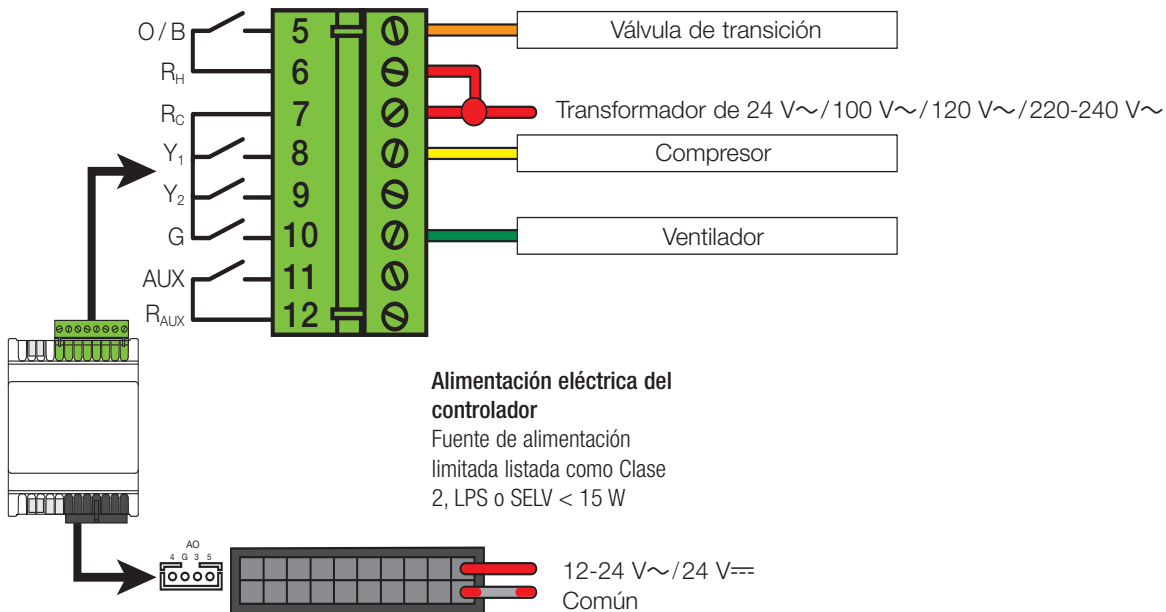 O/B 5 Válvula de transición
RH 6
RC 7 Transformador de 24 V～/100 V～/120 V～/220-240 V～
Y1 8 Compresor
Y2 9
G 10 Ventilador
AUX 11
RAUX 12
Alimentación eléctrica del
controlador
Fuente de alimentación
limitada listada como Clase
2, LPS o SELV < 15 W
AO
4 G 3 5
12-24 V～/24 V⎓
Común